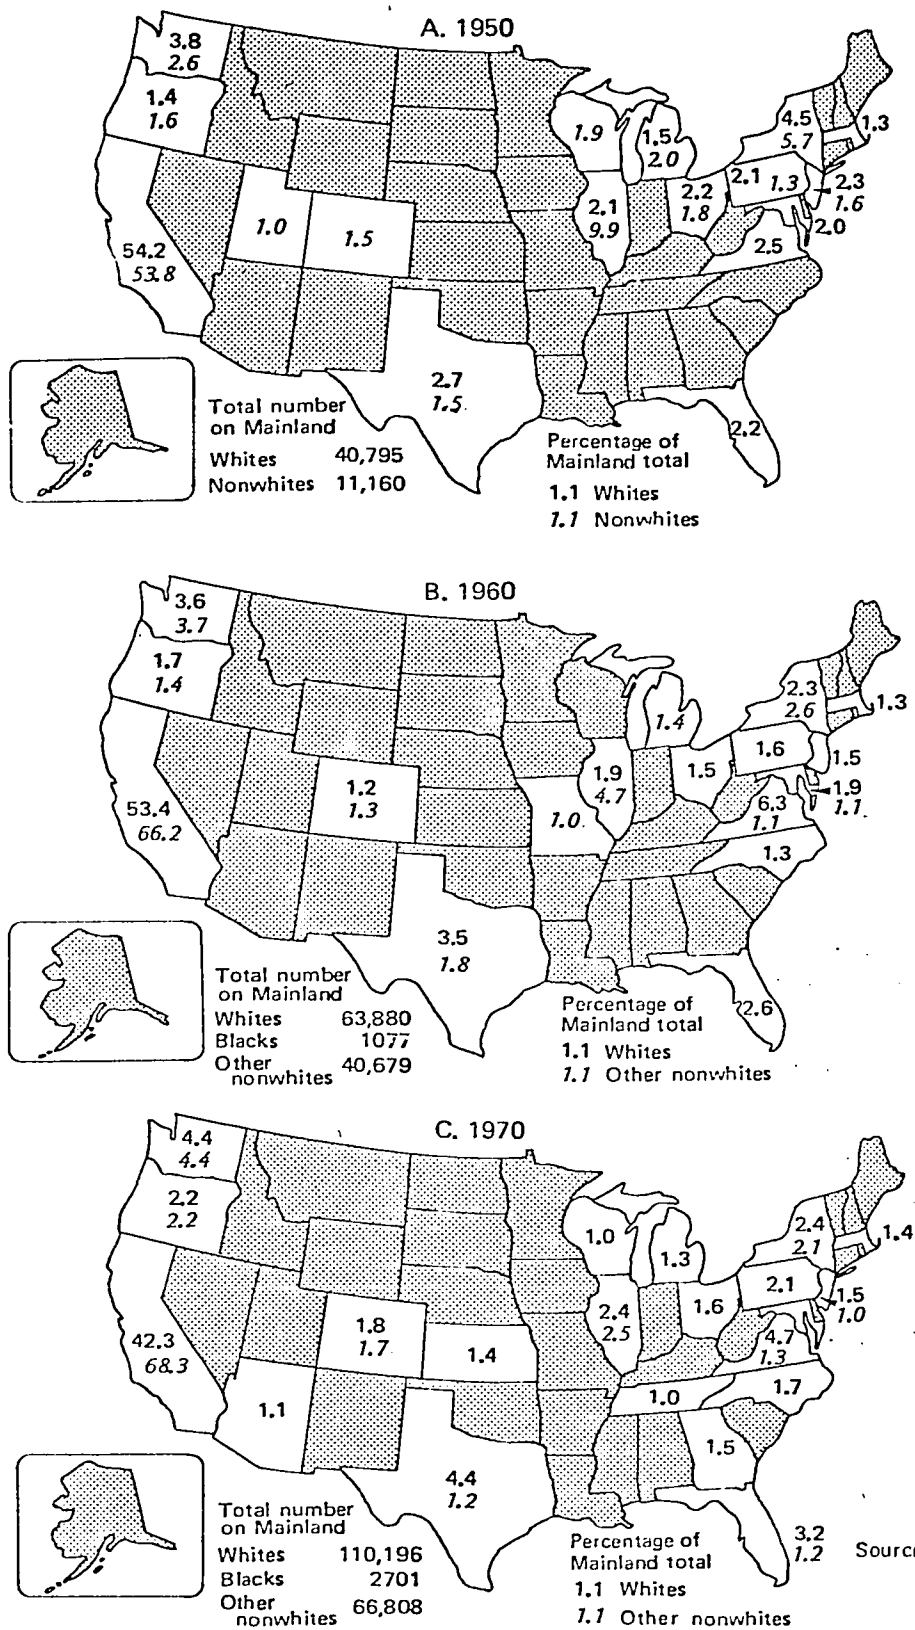 A. 1950
3.8
2.6
1.4
1.6
54.2
53.8
1.0
1.5
2.7
1.5
1.9
1.5
2.0
2.1
9.9
2.2
1.8
2.1 1.3
4.5
5.7
1.3
2.3
1.6
2.0
2.5
2.2
Total number
on Mainland
Whites 40,795
Nonwhites 11,160
Percentage of
Mainland total
1.1 Whites
1.1 Nonwhites
B. 1960
3.6
3.7
1.7
1.4
53.4
66.2
1.2
1.3
3.5
1.8
1.0
1.9
4.7
1.4
1.5
1.6
2.3
2.6
1.3
1.5
1.9
1.1
6.3
1.1
1.3
2.6
Total number
on Mainland
Whites 63,880
Blacks 1077
Other
nonwhites 40,679
Percentage of
Mainland total
1.1 Whites
1.1 Other nonwhites
C. 1970
4.4
4.4
2.2
2.2
42.3
68.3
1.1
1.8
1.7
1.4
4.4
1.2
1.0
1.3
2.4
2.5
1.6
2.1
2.4
2.1
1.4
1.5
1.0
4.7
1.3
1.0
1.7
1.5
3.2
1.2
Total number
on Mainland
Whites 110,196
Blacks 2701
Other
nonwhites 66,808
Percentage of
Mainland total
1.1 Whites
1.1 Other nonwhites